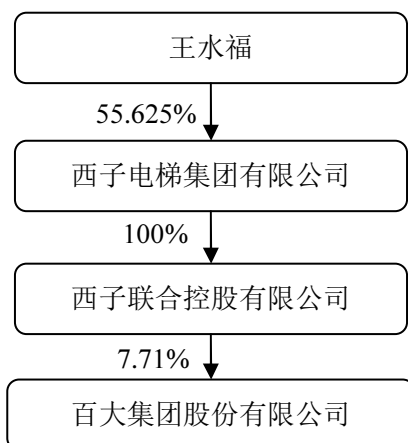 王水福
55.625%
西子电梯集团有限公司
100%
西子联合控股有限公司
7.71%
百大集团股份有限公司